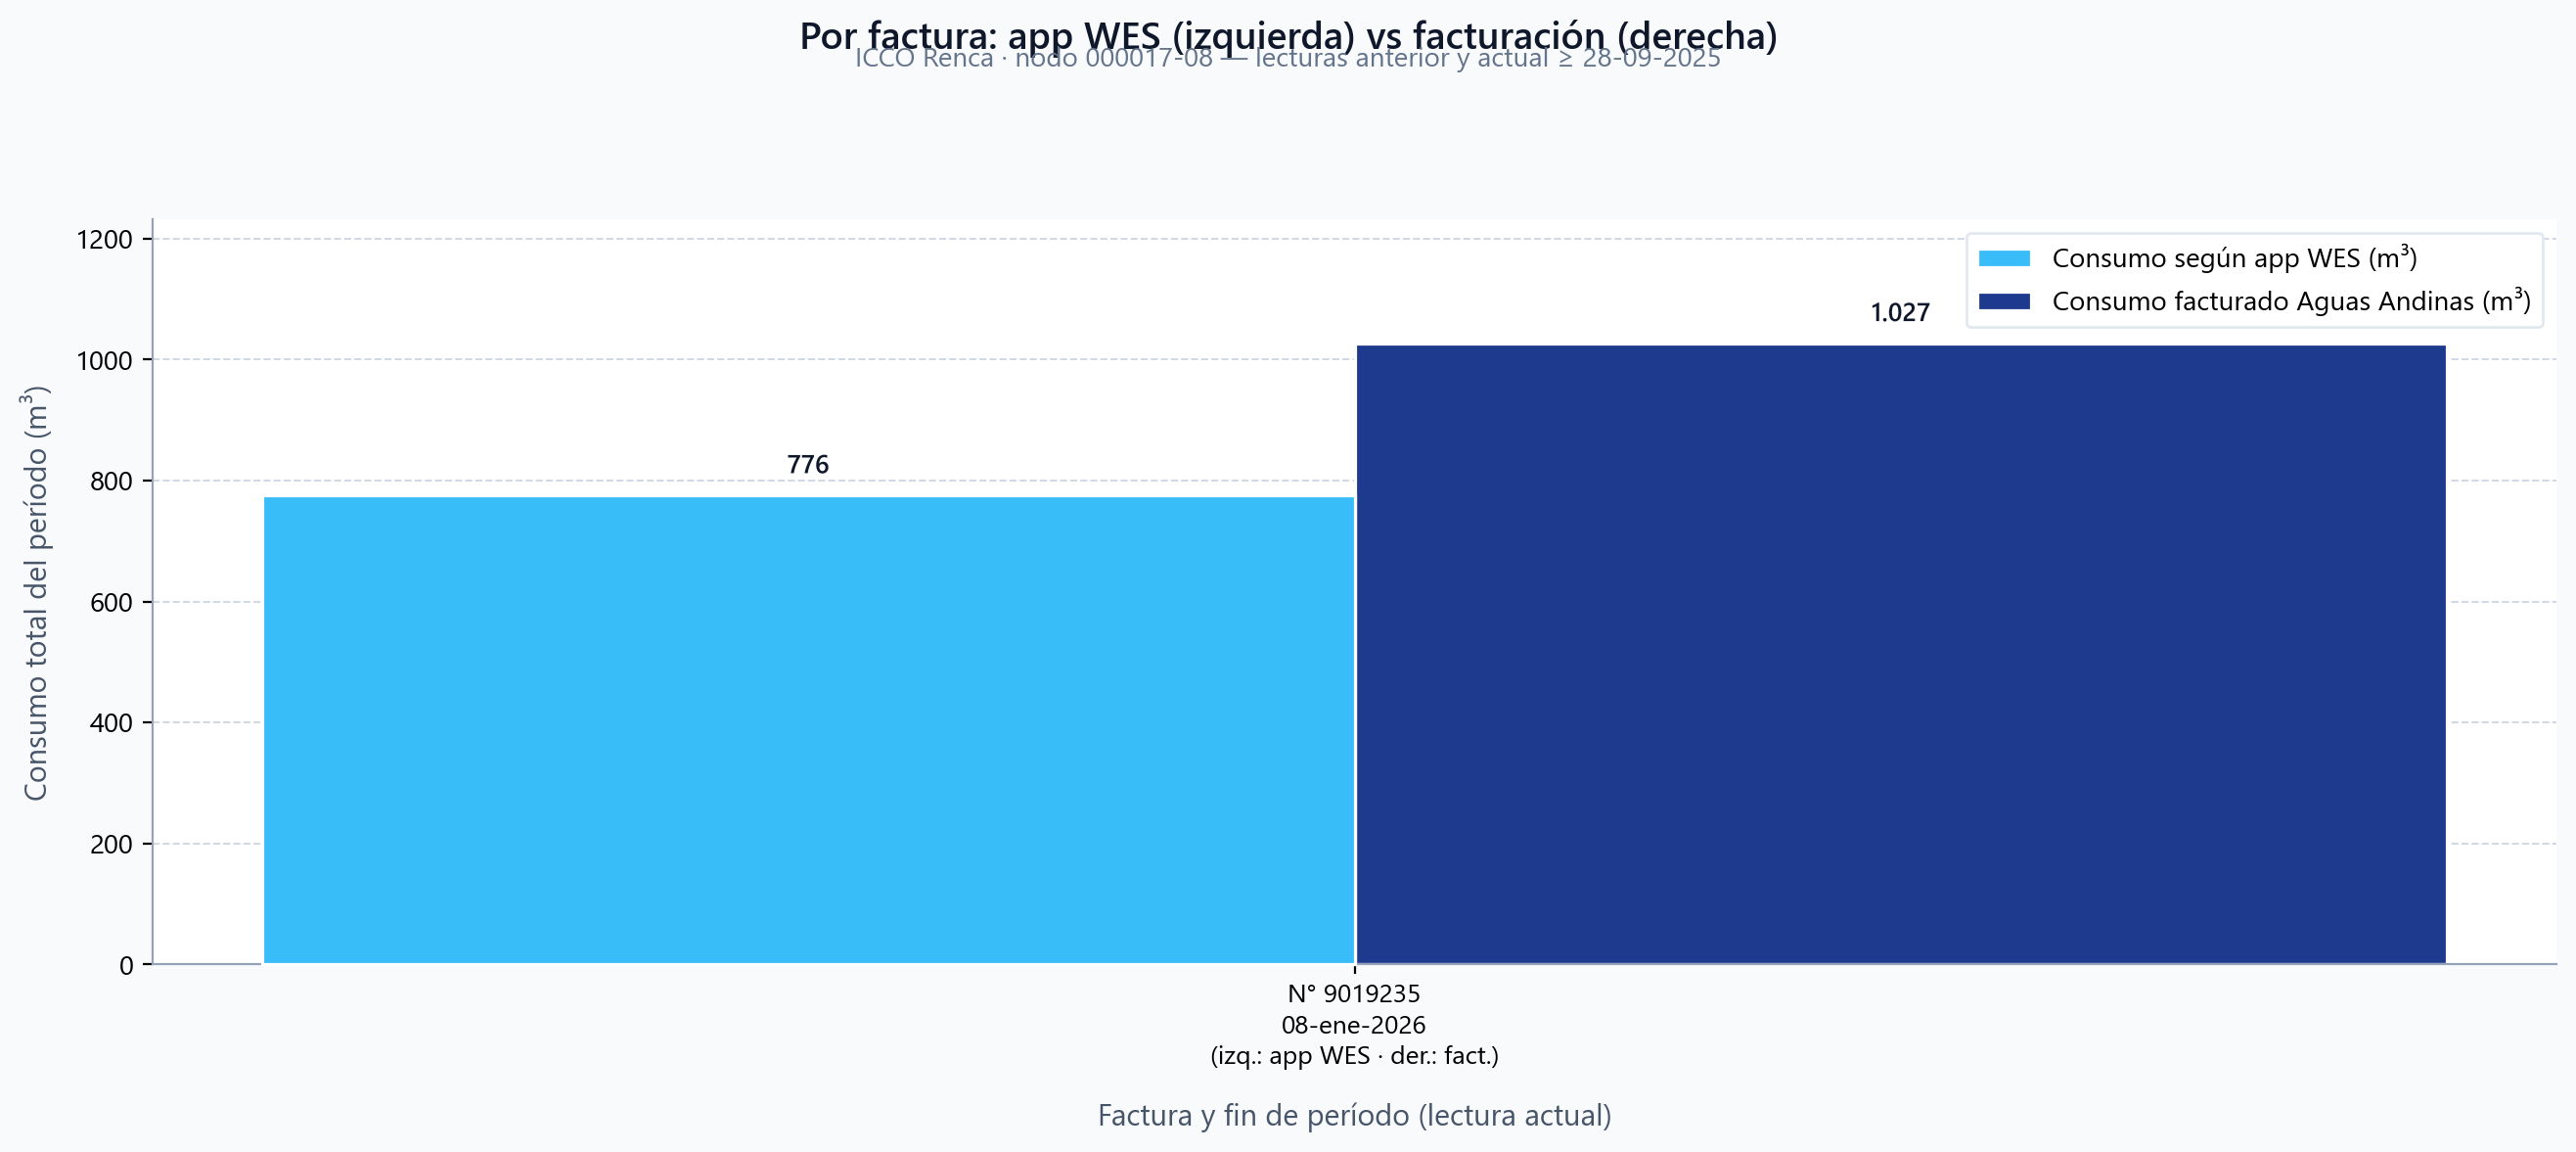 Por factura: app WES (izquierda) vs facturación (derecha)
ICCO Renca · nodo 000017-08 — lecturas anterior y actual ≥ 28-09-2025
Consumo total del período (m³)
1200
1000
800
600
400
200
0
776
1.027
Consumo según app WES (m³)
Consumo facturado Aguas Andinas (m³)
N° 9019235
08-ene-2026
(izq.: app WES · der.: fact.)
Factura y fin de período (lectura actual)